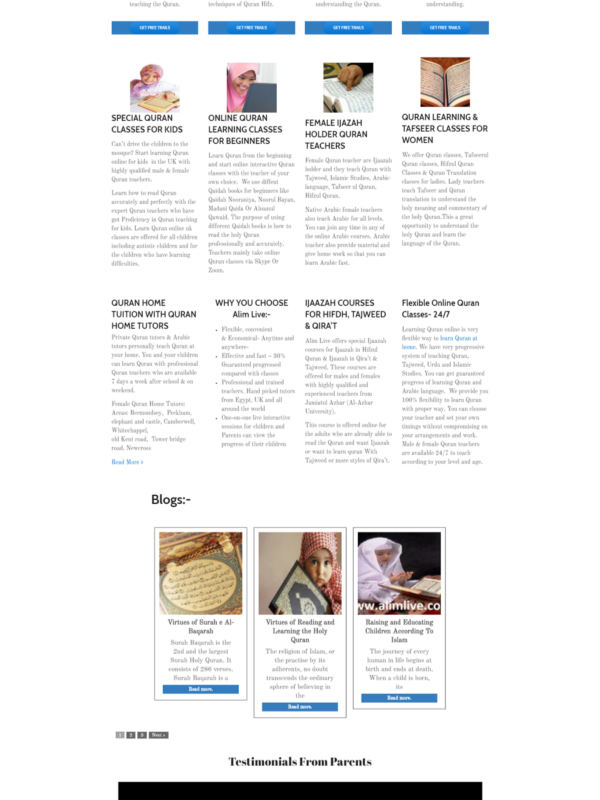 teaching the Quran.
techniques of Quran Hifz.
understanding the Quran.
understanding.
GET FREE TRAILS
GET FREE TRAILS
GET FREE TRAILS
GET FREE TRAILS
SPECIAL QURAN
CLASSES FOR KIDS
Can't drive the children to the
mosque? Start learning Quran
online for kids in the UK with
highly qualified male & female
Quran teachers.
Learn how to read Quran
accurately and perfectly with the
expert Quran teachers who have
got Proficiency in Quran teaching
for kids. Learn Quran online uk
classes are offered for all children
including autistic children and for
the children who have learning
difficulties.
ONLINE QURAN
LEARNING CLASSES
FOR BEGINNERS
Learn Quran from the beginning
and start online interactive Quran
classes with the teacher of your
own choice. We use diffent
Qaidah books for beginners like
Qaidah Nooraniya, Noorul Bayan,
Madani Qaida Or Ahsanul
Qawaid. The purpose of using
different Qaidah books is how to
read the holy Quran
professionally and accurately.
Teachers mainly take online
Quran classes via Skype Or
Zoom.
FEMALE IJAZAH
HOLDER QURAN
TEACHERS
Female Quran teacher are Ijazah
holder and they teach Quran with
Tajweed, Islamic Studies, Arabic
language, Tafseer ul Quran,
Hifzul Quran.
Native Arabic female teachers
also teach Arabic for all levels.
You can join any time in any of
the online Arabic courses. Arabic
teacher also provide material and
give home work so that you can
learn Arabic fast.
QURAN LEARNING &
TAFSEER CLASSES FOR
WOMEN
We offer Quran classes, Tafseerul
Quran classes, Hifzul Quran
Classes & Quran Translation
classes for ladies. Lady teachers
teach Tafseer and Quran
translation to understand the
holy meaning and commentary of
the holy Quran.This a great
opportunity to understand the
holy Quran and learn the
language of the Quran.
QURAN HOME
TUITION WITH QURAN
HOME TUTORS
Private Quran tutors & Arabic
tutors personally teach Quran at
your home. You and your children
can learn Quran with professional
Quran teachers who are available
7 days a week after school & on
weekend.
Female Quran Home Tutors:
Areas: Bermondsey, Peckham,
elephant and castle, Camberwell,
Whitechappel,
old Kent road, Tower bridge
road, Newcross
Read More »
WHY YOU CHOOSE
Alim Live:-
• Flexible, convenient
& Economical- Anytime and
anywhere-
• Effective and fast – 30%
Guaranteed progressed
compared with classes
• Professional and trained
teachers. Hand picked tutors
from Egypt, UK and all
around the world
• One-on-one live interactive
sessions for children and
Parents can view the
progress of their children
IJAAZAH COURSES
FOR HIFDH, TAJWEED
& QIRA'T
Alim Live offers special Ijaazah
courses for Ijaazah in Hifzul
Quran & Ijaazah in Qira't &
Tajweed. These courses are
offered for males and females
with highly qualified and
experienced teachers from
Jamiatul Azhar (Al-Azhar
Univesity).
This course is offered online for
the adults who are already able to
read the Quran and want Ijaazah
or want to learn quran With
Tajweed or more styles of Qira't.
Flexible Online Quran
Classes- 24/7
Learning Quran online is very
flexible way to learn Quran at
home. We have very progressive
system of teaching Quran,
Tajweed, Urdu and Islamic
Studies. You can get guaranteed
progress of learning Quran and
Arabic language. We provide you
100% flexibility to learn Quran
with proper way. You can choose
your teacher and set your own
timings without compromising on
your arrangements and work.
Male & female Quran teachers
are available 24/7 to teach
according to your level and age.
Blogs:-
www.alimlive.co
Virtues of Surah e Al-
Baqarah
Surah Baqarah is the
2nd and the largest
Surah Holy Quran. It
consists of 286 verses.
Surah Baqarah is a
Read more.
Virtues of Reading and
Learning the Holy
Quran
The religion of Islam, or
the practise by its
adherents, no doubt
transcends the ordinary
sphere of believing in
the
Read more.
Raising and Educating
Children According To
Islam
The journey of every
human in life begins at
birth and ends at death.
When a child is born,
its
Read more.
1 2 3 Next »
Testimonials From Parents